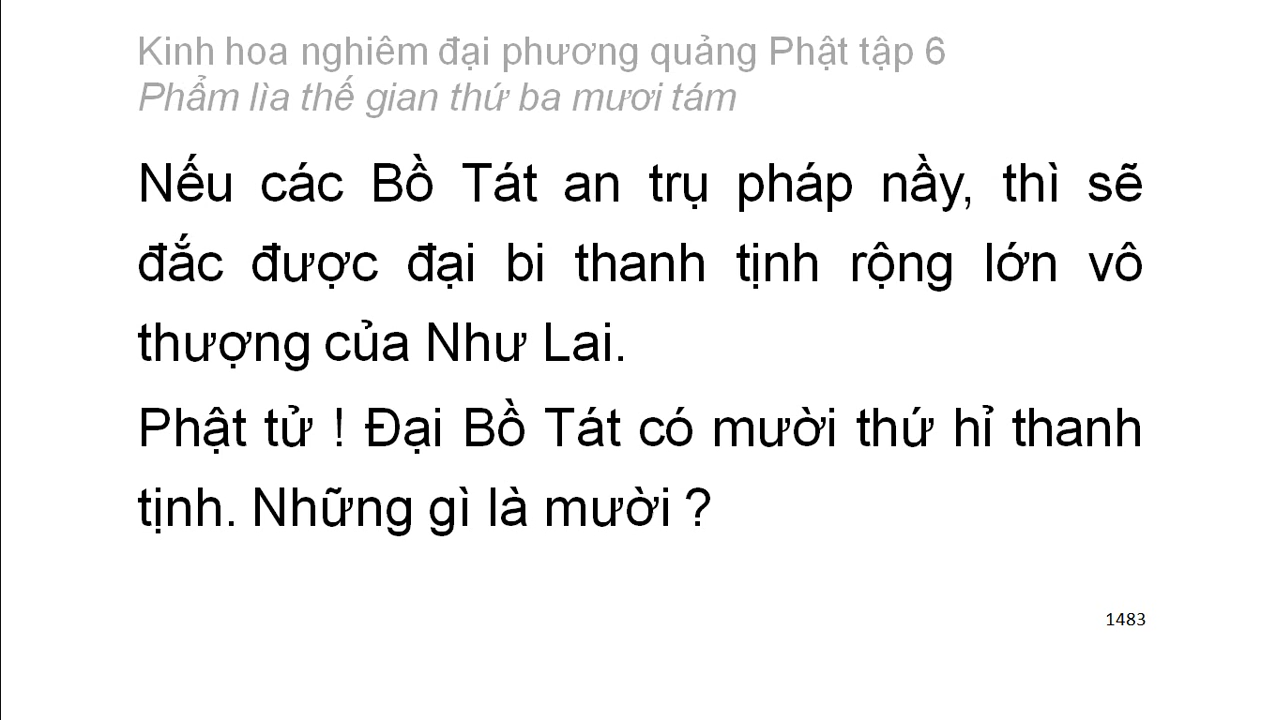 Kinh hoa nghiêm đại phương quảng Phật tập 6
Phẩm lìa thế gian thứ ba mươi tám
Nếu các Bồ Tát an trụ pháp nầy, thì sẽ
đắc được đại bi thanh tịnh rộng lớn vô
thượng của Như Lai.
Phật tử ! Đại Bồ Tát có mười thứ hỉ thanh
tịnh. Những gì là mười ?
1483